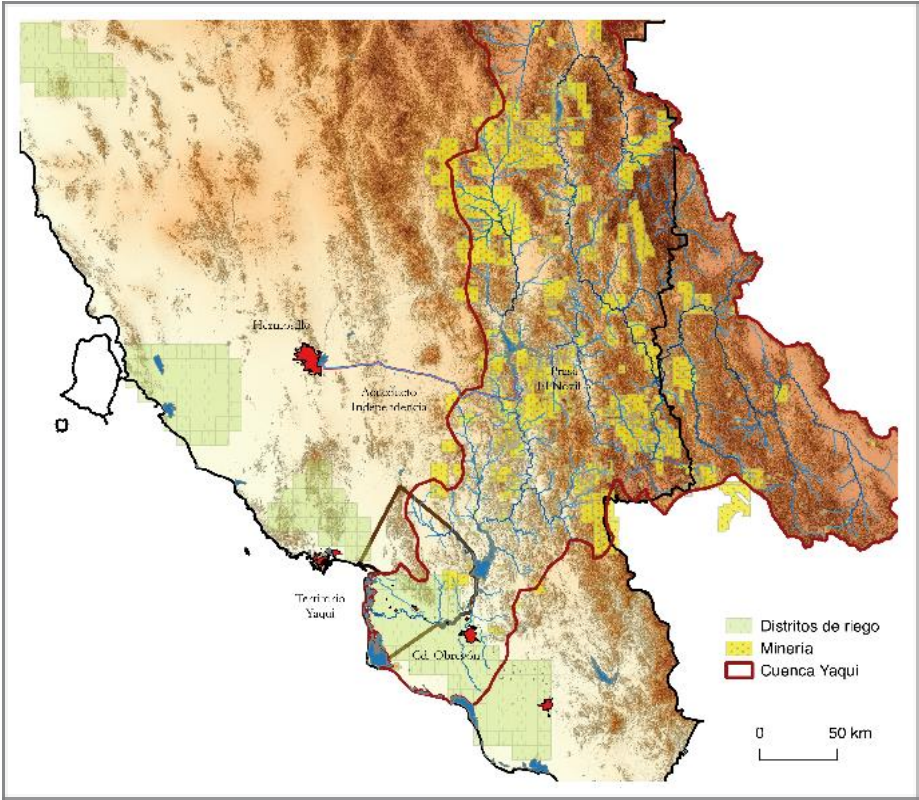 Hermosillo
Acueducto
Independencia
Presa
El Novillo
Territorio
Yaqui
Cd. Obregón
Distritos de riego
Minería
Cuenca Yaqui
0 50 km